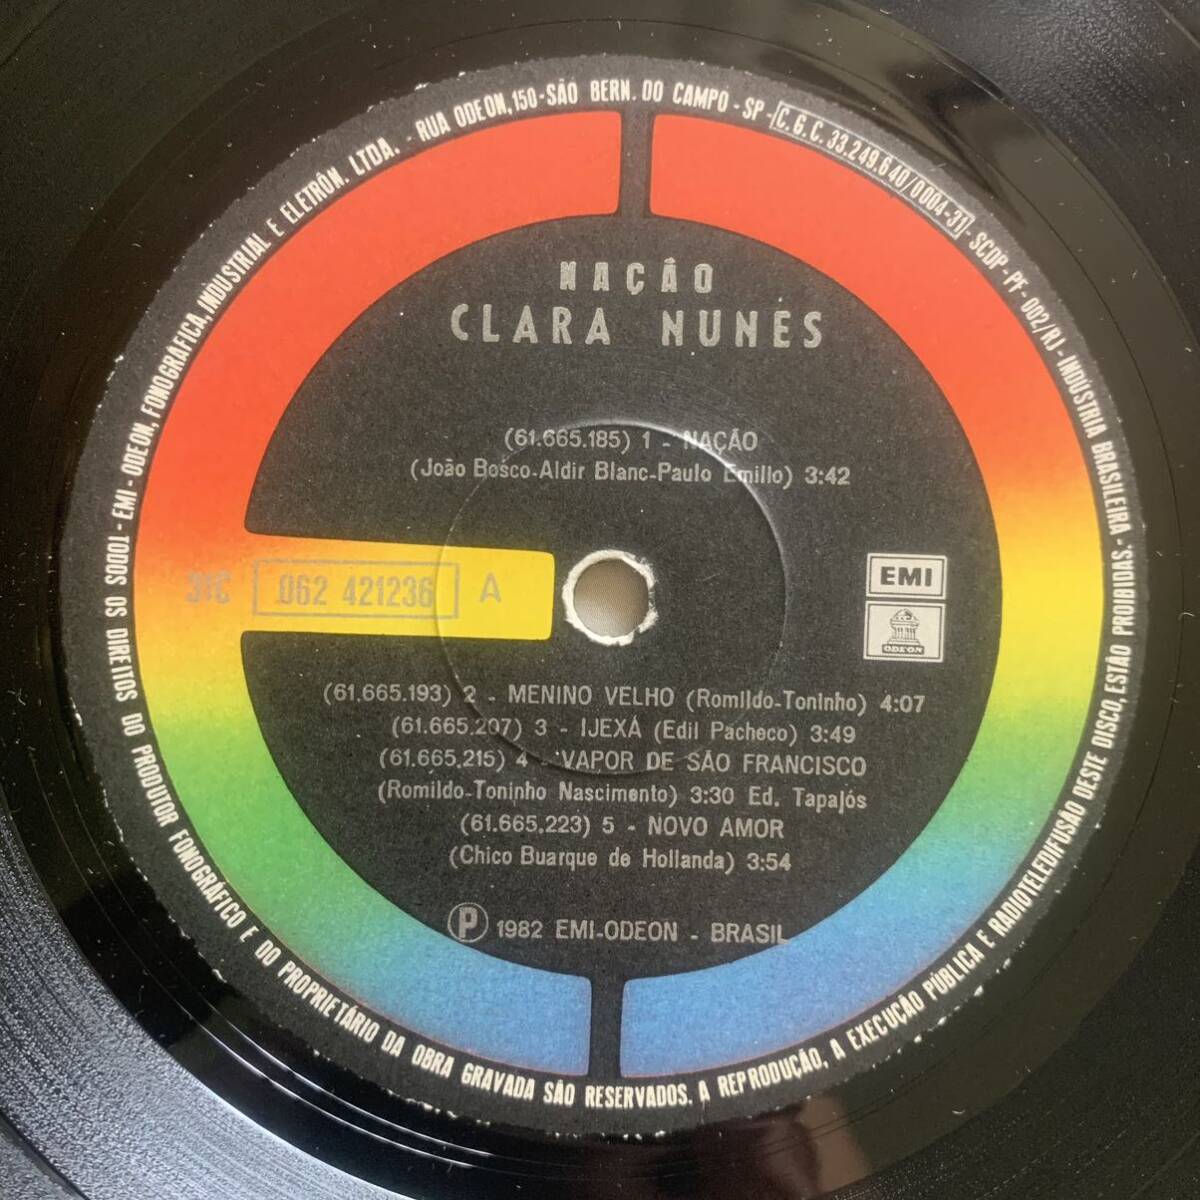 EMI - ODEON, FONOGRÁFICA, INDUSTRIAL E ELETRÔN. LTDA. - RUA ODEON, 150 - SÃO BERN. DO CAMPO - SP - C.G.C. 33.249.640/0004-31 - SCDP - PF - 002/RJ - INDÚSTRIA BRASILEIRA - TODOS OS DIREITOS DO PRODUTOR FONOGRÁFICO E DO PROPRIETÁRIO DA OBRA GRAVADA SÃO RESERVADOS. A REPRODUÇÃO, A EXECUÇÃO PÚBLICA E RADIOTELEDIFUSÃO DESTE DISCO, ESTÃO PROIBIDAS.
NAÇÃO
CLARA NUNES
(61.665.185) 1 - NAÇÃO
(João Bosco-Aldir Blanc-Paulo Emillo) 3:42
31C 062 421236 A
EMI
ODEON
(61.665.193) 2 - MENINO VELHO (Romildo-Toninho) 4:07
(61.665.207) 3 - IJEXÁ (Edil Pacheco) 3:49
(61.665.215) 4 - VAPOR DE SÃO FRANCISCO
(Romildo-Toninho Nascimento) 3:30 Ed. Tapajós
(61.665.223) 5 - NOVO AMOR
(Chico Buarque de Hollanda) 3:54
℗ 1982 EMI-ODEON - BRASIL